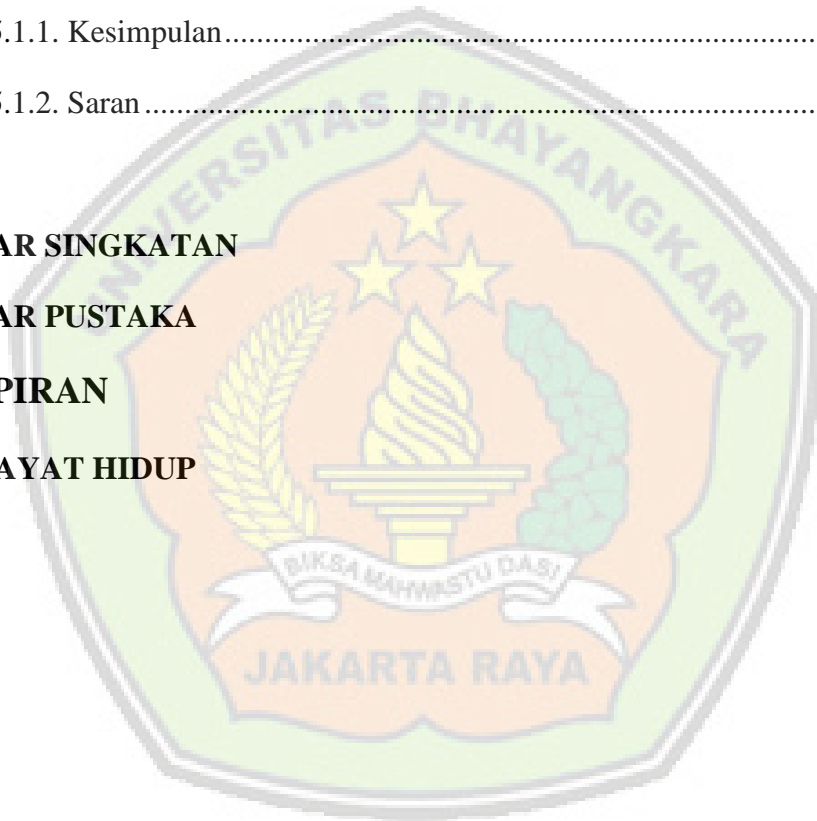 5.1.1. Kesimpulan..............................................................................
5.1.2. Saran........................................................................................
AR SINGKATAN
AR PUSTAKA
PIRAN
AYAT HIDUP
UNIVERSITAS BHAYANGKARA
BIKSA MAHWASTU DASI
JAKARTA RAYA